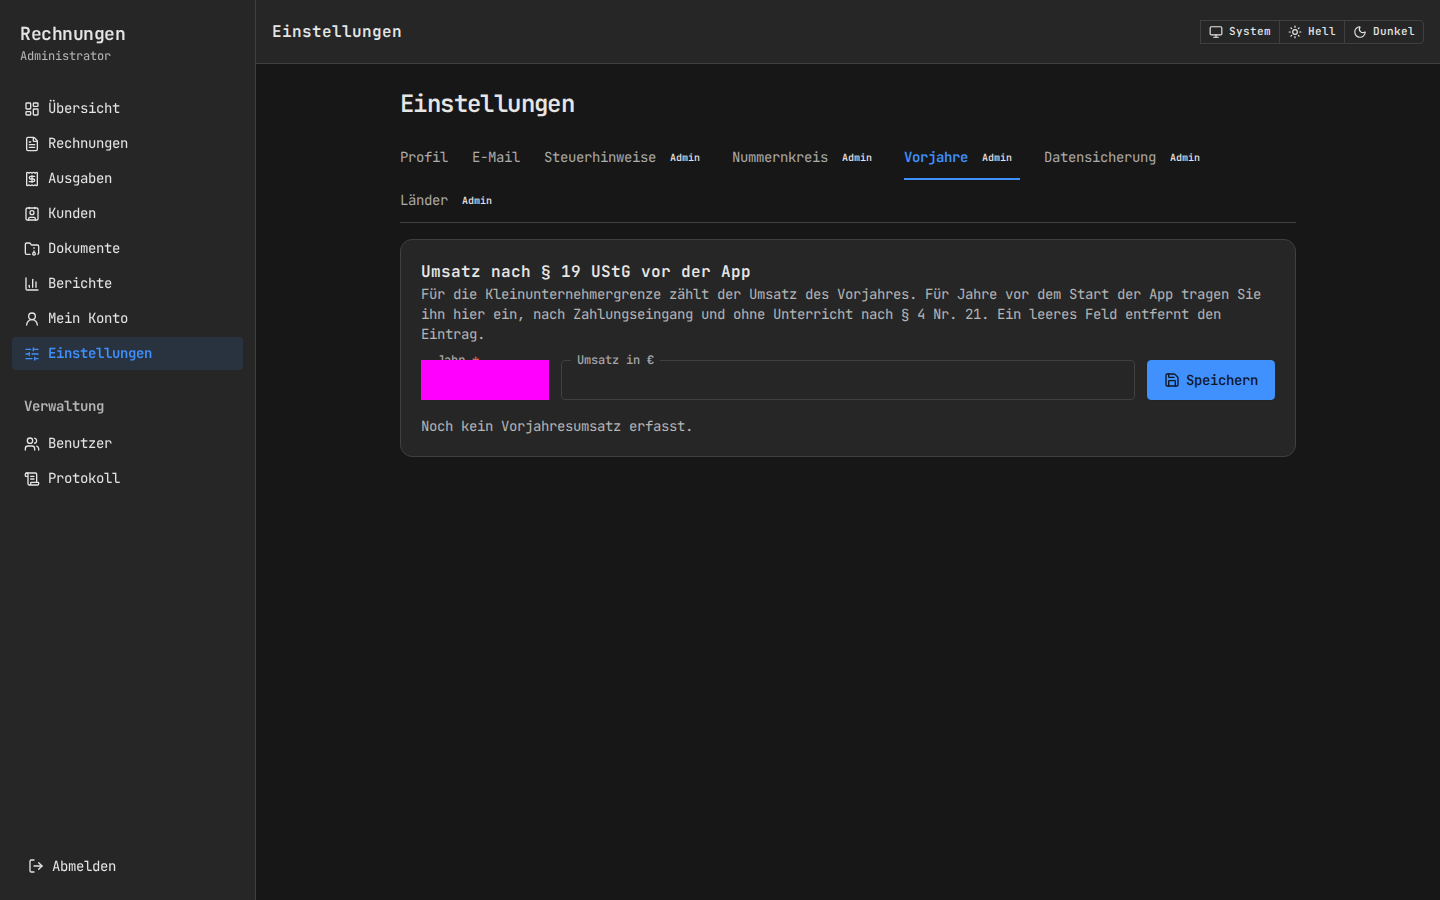 Rechnungen
Administrator
Übersicht
Rechnungen
Ausgaben
Kunden
Dokumente
Berichte
Mein Konto
Einstellungen
Verwaltung
Benutzer
Protokoll
Abmelden
Einstellungen
System
Hell
Dunkel
Einstellungen
Profil
E-Mail
Steuerhinweise Admin
Nummernkreis Admin
Vorjahre Admin
Datensicherung Admin
Länder Admin
Umsatz nach § 19 UStG vor der App
Für die Kleinunternehmergrenze zählt der Umsatz des Vorjahres. Für Jahre vor dem Start der App tragen Sie
ihn hier ein, nach Zahlungseingang und ohne Unterricht nach § 4 Nr. 21. Ein leeres Feld entfernt den
Eintrag.
Umsatz in €
Speichern
Noch kein Vorjahresumsatz erfasst.